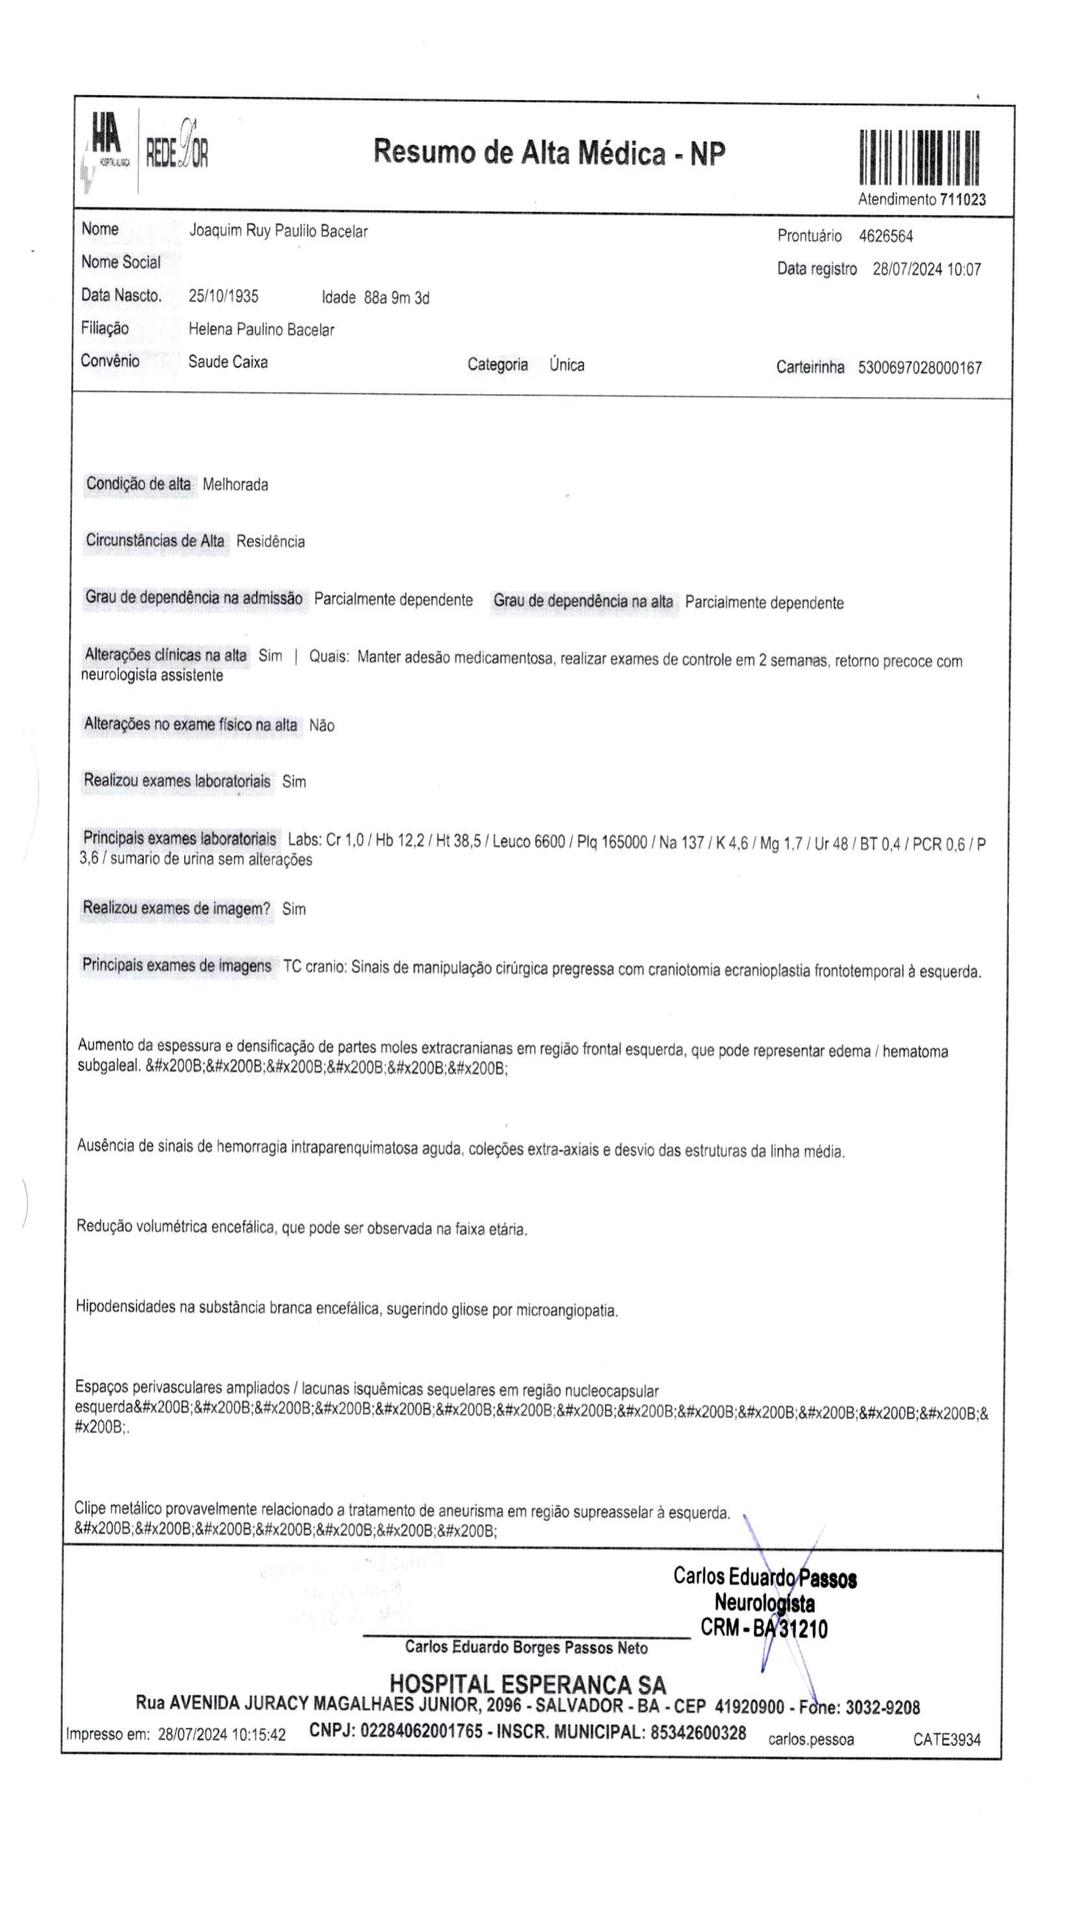 HA
HOSPITAL ALIANÇA
REDE D'OR
Resumo de Alta Médica - NP
Atendimento 711023
Nome Joaquim Ruy Paulilo Bacelar
Prontuário 4626564
Nome Social
Data registro 28/07/2024 10:07
Data Nascto. 25/10/1935 Idade 88a 9m 3d
Filiação Helena Paulino Bacelar
Convênio Saude Caixa Categoria Única Carteirinha 5300697028000167
Condição de alta Melhorada
Circunstâncias de Alta Residência
Grau de dependência na admissão Parcialmente dependente Grau de dependência na alta Parcialmente dependente
Alterações clínicas na alta Sim | Quais: Manter adesão medicamentosa, realizar exames de controle em 2 semanas, retorno precoce com
neurologista assistente
Alterações no exame físico na alta Não
Realizou exames laboratoriais Sim
Principais exames laboratoriais Labs: Cr 1,0 / Hb 12,2 / Ht 38,5 / Leuco 6600 / Plq 165000 / Na 137 / K 4,6 / Mg 1,7 / Ur 48 / BT 0,4 / PCR 0,6 / P
3,6 / sumario de urina sem alterações
Realizou exames de imagem? Sim
Principais exames de imagens TC cranio: Sinais de manipulação cirúrgica pregressa com craniotomia ecranioplastia frontotemporal à esquerda.
Aumento da espessura e densificação de partes moles extracranianas em região frontal esquerda, que pode representar edema / hematoma
subgaleal. &#x200B;&#x200B;&#x200B;&#x200B;&#x200B;&#x200B;
Ausência de sinais de hemorragia intraparenquimatosa aguda, coleções extra-axiais e desvio das estruturas da linha média.
Redução volumétrica encefálica, que pode ser observada na faixa etária.
Hipodensidades na substância branca encefálica, sugerindo gliose por microangiopatia.
Espaços perivasculares ampliados / lacunas isquêmicas sequelares em região nucleocapsular
esquerda&#x200B;&#x200B;&#x200B;&#x200B;&#x200B;&#x200B;&#x200B;&#x200B;&#x200B;&#x200B;&#x200B;&#x200B;&#x200B;&#x200B;&
#x200B;.
Clipe metálico provavelmente relacionado a tratamento de aneurisma em região supreasselar à esquerda.
&#x200B;&#x200B;&#x200B;&#x200B;&#x200B;&#x200B;&#x200B;
Carlos Eduardo Passos
Neurologista
CRM - BA 31210
Carlos Eduardo Borges Passos Neto
HOSPITAL ESPERANCA SA
Rua AVENIDA JURACY MAGALHAES JUNIOR, 2096 - SALVADOR - BA - CEP 41920900 - Fone: 3032-9208
Impresso em: 28/07/2024 10:15:42 CNPJ: 02284062001765 - INSCR. MUNICIPAL: 85342600328 carlos.pessoa CATE3934